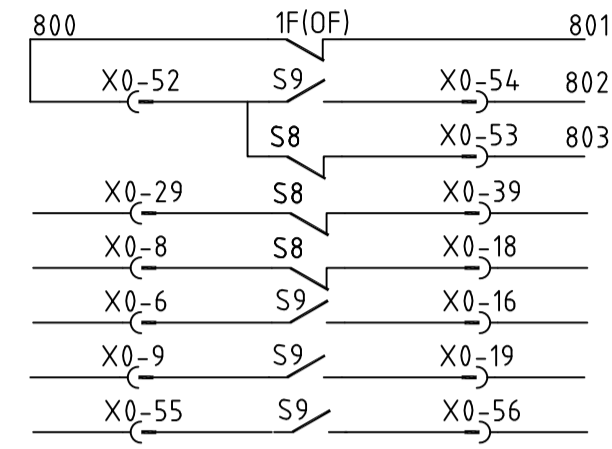 800 1F(OF) 801
X0-52 S9 X0-54 802
S8 X0-53 803
X0-29 S8 X0-39
X0-8 S8 X0-18
X0-6 S9 X0-16
X0-9 S9 X0-19
X0-55 S9 X0-56